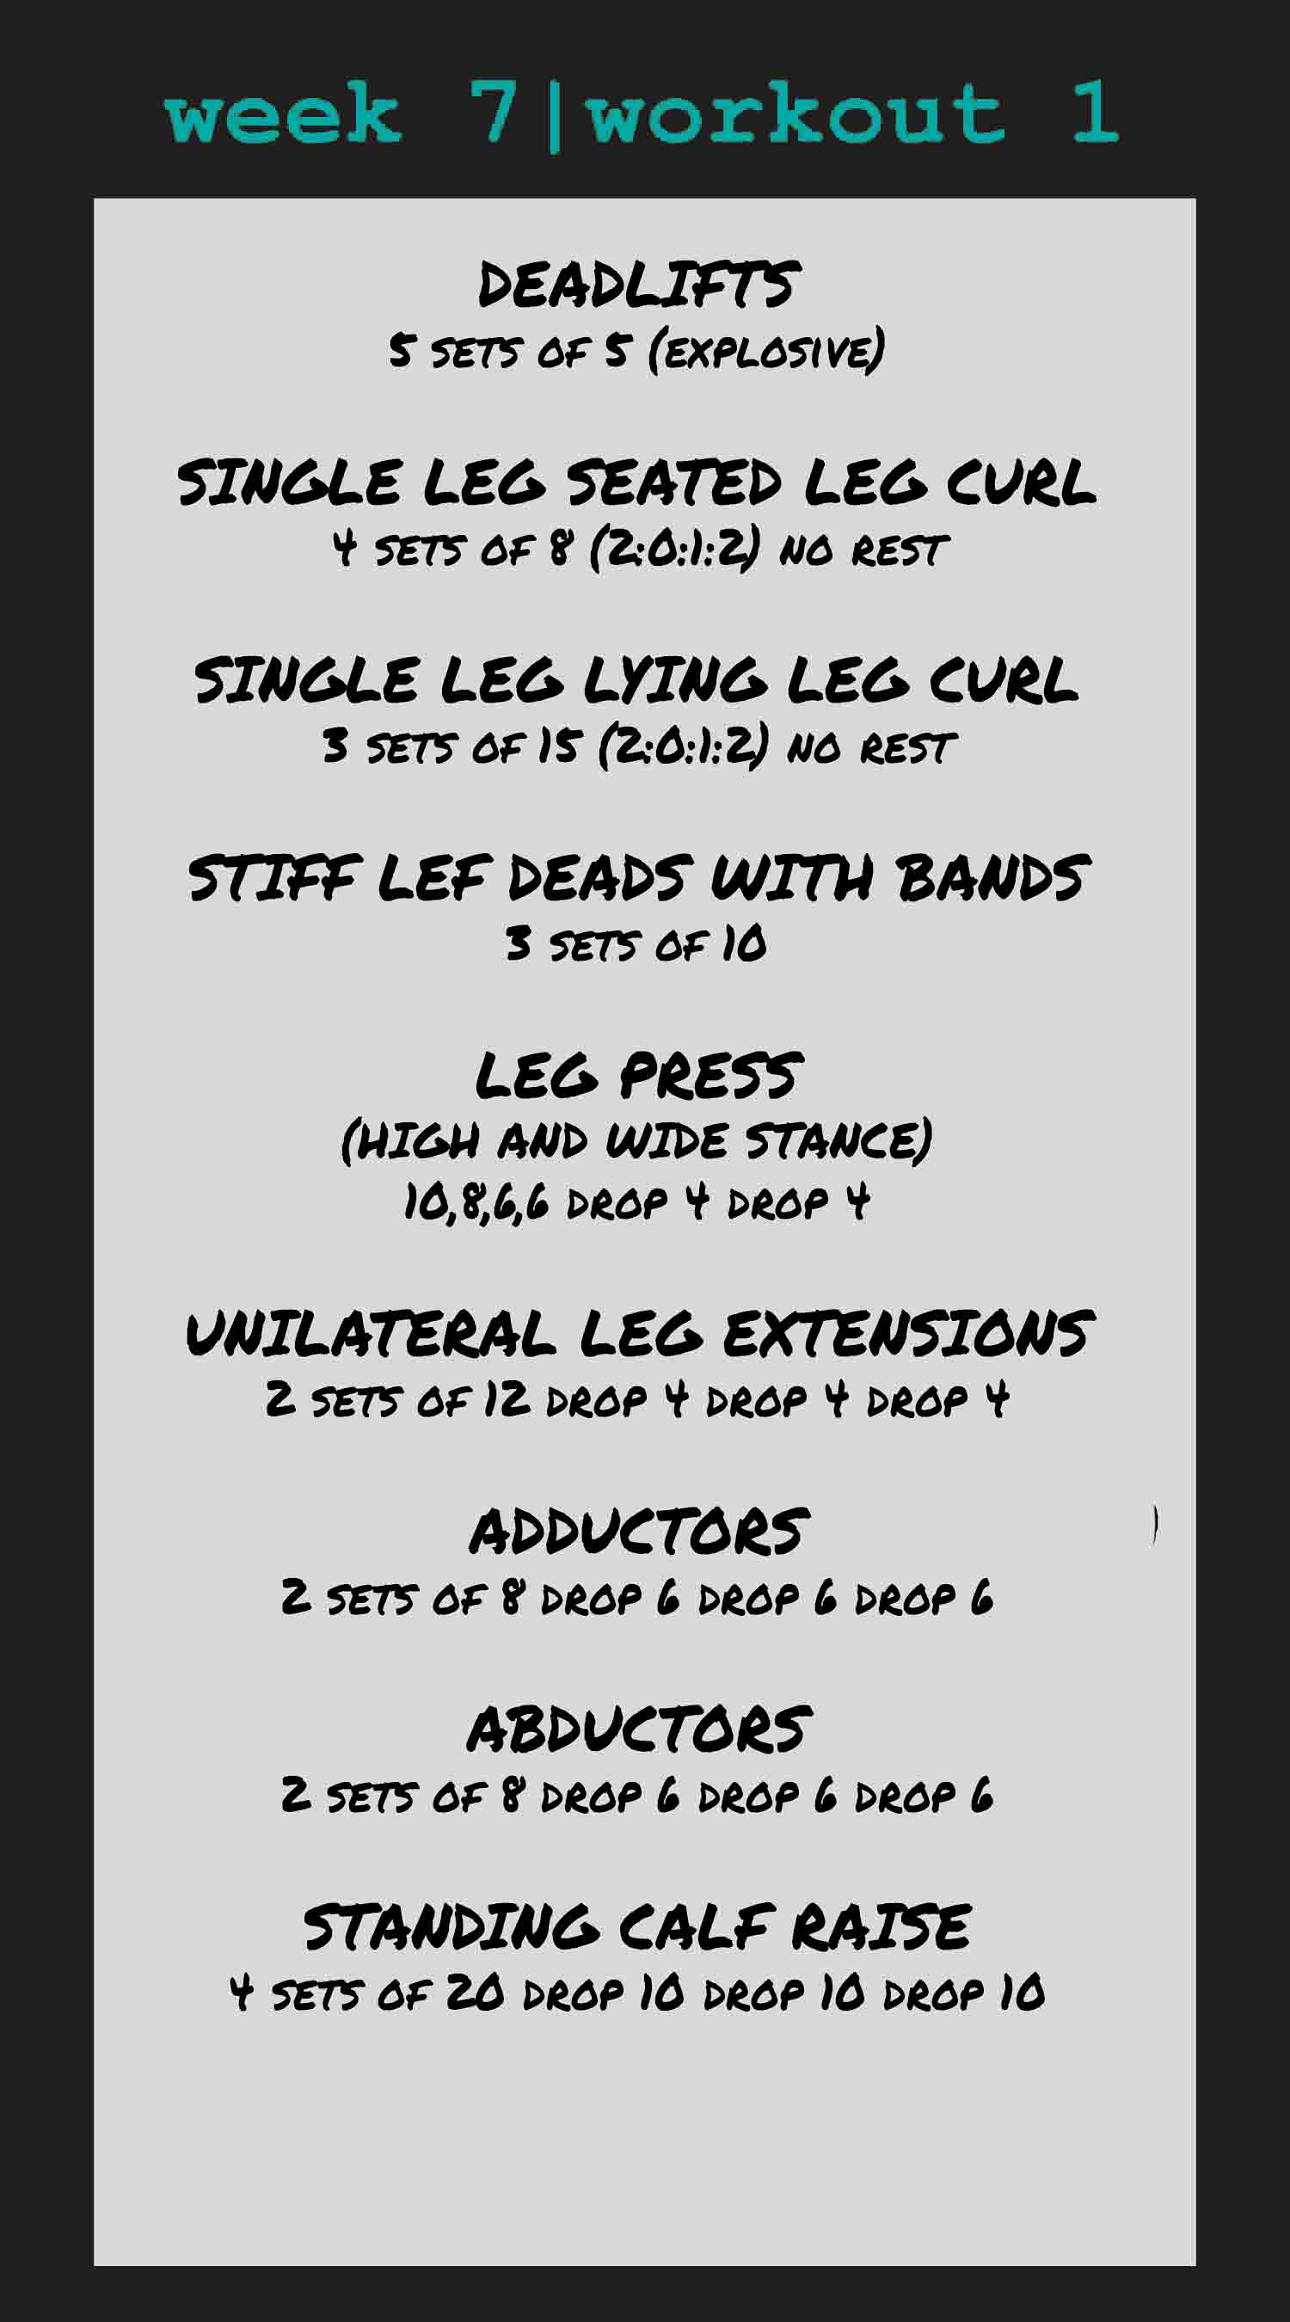 week 7|workout 1
DEADLIFTS
5 SETS OF 5 (EXPLOSIVE)
SINGLE LEG SEATED LEG CURL
4 SETS OF 8 (2:0:1:2) NO REST
SINGLE LEG LYING LEG CURL
3 SETS OF 15 (2:0:1:2) NO REST
STIFF LEF DEADS WITH BANDS
3 SETS OF 10
LEG PRESS
(HIGH AND WIDE STANCE)
10,8,6,6 DROP 4 DROP 4
UNILATERAL LEG EXTENSIONS
2 SETS OF 12 DROP 4 DROP 4 DROP 4
ADDUCTORS
2 SETS OF 8 DROP 6 DROP 6 DROP 6
ABDUCTORS
2 SETS OF 8 DROP 6 DROP 6 DROP 6
STANDING CALF RAISE
4 SETS OF 20 DROP 10 DROP 10 DROP 10